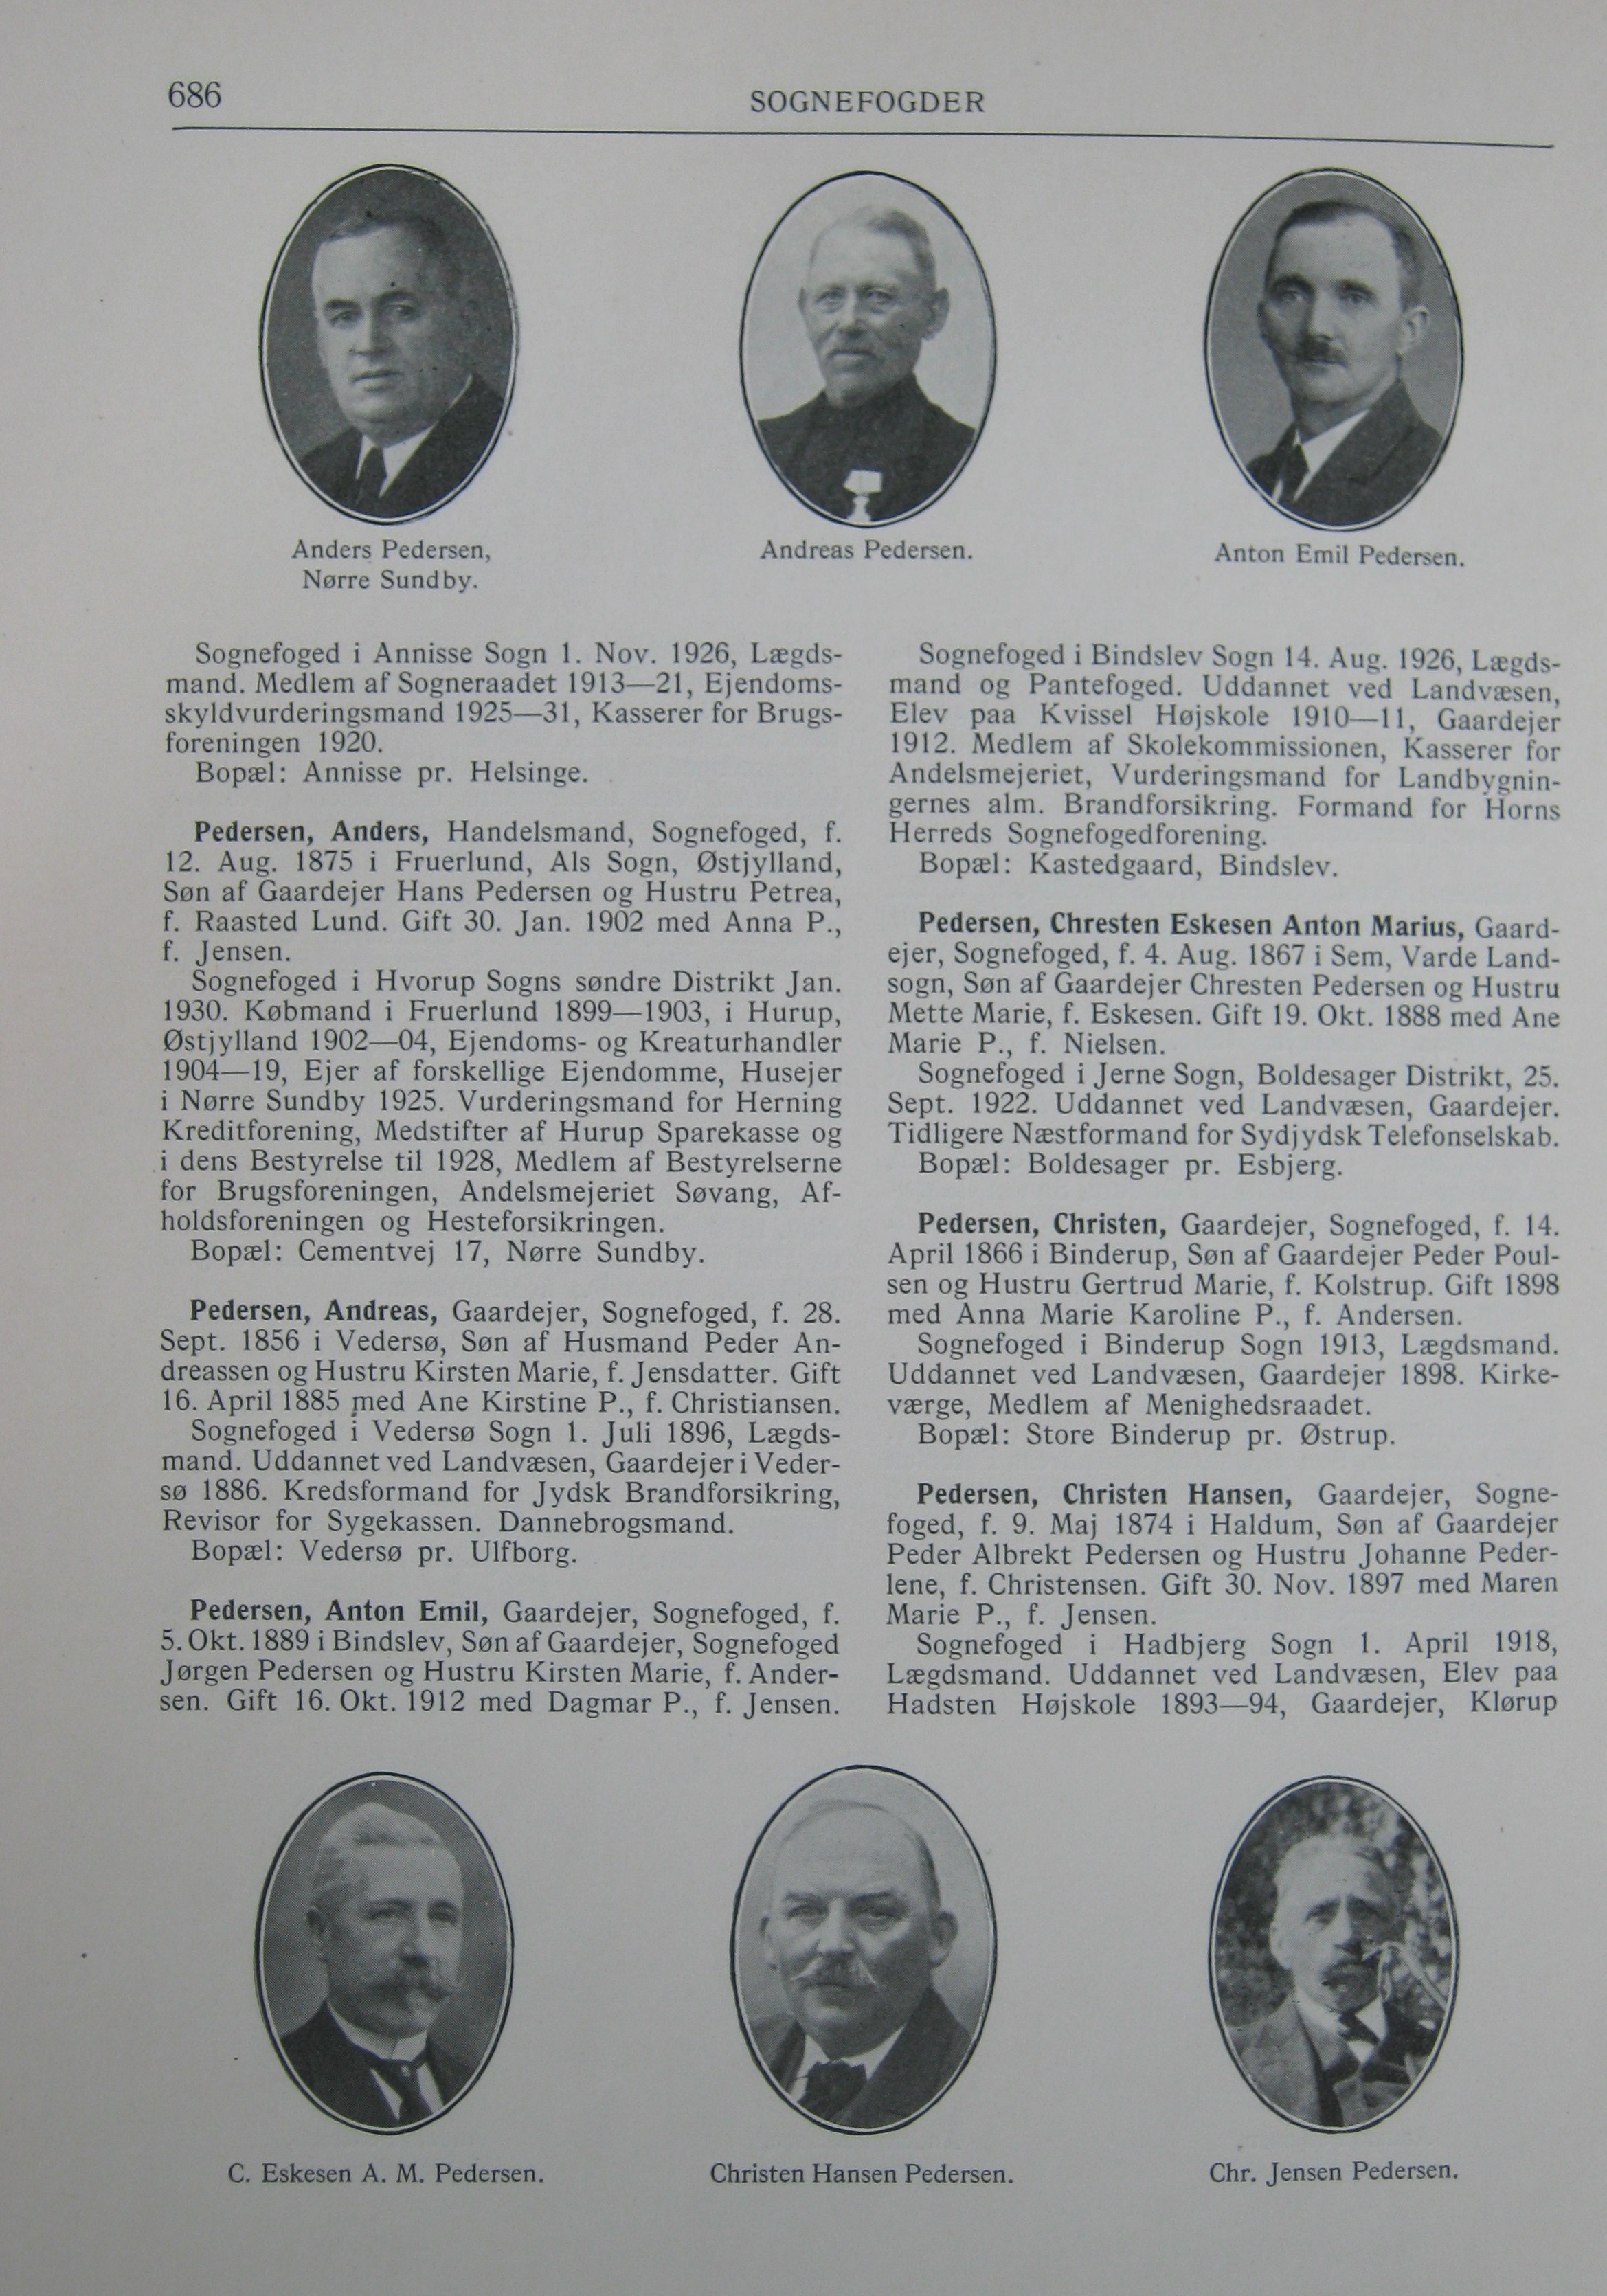 686
SOGNEFOGDER
Anders Pedersen,
Nørre Sundby.
Andreas Pedersen.
Anton Emil Pedersen.
Sognefoged i Annisse Sogn 1. Nov. 1926, Lægds-
mand. Medlem af Sogneraadet 1913—21, Ejendoms-
skyldvurderingsmand 1925—31, Kasserer for Brugs-
foreningen 1920.
Bopæl: Annisse pr. Helsinge.
Pedersen, Anders, Handelsmand, Sognefoged, f.
12. Aug. 1875 i Fruerlund, Als Sogn, Østjylland,
Søn af Gaardejer Hans Pedersen og Hustru Petrea,
f. Raasted Lund. Gift 30. Jan. 1902 med Anna P.,
f. Jensen.
Sognefoged i Hvorup Sogns søndre Distrikt Jan.
1930. Købmand i Fruerlund 1899—1903, i Hurup,
Østjylland 1902—04, Ejendoms- og Kreaturhandler
1904—19, Ejer af forskellige Ejendomme, Husejer
i Nørre Sundby 1925. Vurderingsmand for Herning
Kreditforening, Medstifter af Hurup Sparekasse og
i dens Bestyrelse til 1928, Medlem af Bestyrelserne
for Brugsforeningen, Andelsmejeriet Søvang, Af-
holdsforeningen og Hesteforsikringen.
Bopæl: Cementvej 17, Nørre Sundby.
Pedersen, Andreas, Gaardejer, Sognefoged, f. 28.
Sept. 1856 i Vedersø, Søn af Husmand Peder An-
dreassen og Hustru Kirsten Marie, f. Jensdatter. Gift
16. April 1885 med Ane Kirstine P., f. Christiansen.
Sognefoged i Vedersø Sogn 1. Juli 1896, Lægds-
mand. Uddannet ved Landvæsen, Gaardejer i Veder-
sø 1886. Kredsformand for Jydsk Brandforsikring,
Revisor for Sygekassen. Dannebrogsmand.
Bopæl: Vedersø pr. Ulfborg.
Pedersen, Anton Emil, Gaardejer, Sognefoged, f.
5. Okt. 1889 i Bindslev, Søn af Gaardejer, Sognefoged
Jørgen Pedersen og Hustru Kirsten Marie, f. Ander-
sen. Gift 16. Okt. 1912 med Dagmar P., f. Jensen.
Sognefoged i Bindslev Sogn 14. Aug. 1926, Lægds-
mand og Pantefoged. Uddannet ved Landvæsen,
Elev paa Kvissel Højskole 1910—11, Gaardejer
1912. Medlem af Skolekommissionen, Kasserer for
Andelsmejeriet, Vurderingsmand for Landbygnin-
gernes alm. Brandforsikring. Formand for Horns
Herreds Sognefogedforening.
Bopæl: Kastedgaard, Bindslev.
Pedersen, Chresten Eskesen Anton Marius, Gaard-
ejer, Sognefoged, f. 4. Aug. 1867 i Sem, Varde Land-
sogn, Søn af Gaardejer Chresten Pedersen og Hustru
Mette Marie, f. Eskesen. Gift 19. Okt. 1888 med Ane
Marie P., f. Nielsen.
Sognefoged i Jerne Sogn, Boldesager Distrikt, 25.
Sept. 1922. Uddannet ved Landvæsen, Gaardejer.
Tidligere Næstformand for Sydjydsk Telefonselskab.
Bopæl: Boldesager pr. Esbjerg.
Pedersen, Christen, Gaardejer, Sognefoged, f. 14.
April 1866 i Binderup, Søn af Gaardejer Peder Poul-
sen og Hustru Gertrud Marie, f. Kolstrup. Gift 1898
med Anna Marie Karoline P., f. Andersen.
Sognefoged i Binderup Sogn 1913, Lægdsmand.
Uddannet ved Landvæsen, Gaardejer 1898. Kirke-
værge, Medlem af Menighedsraadet.
Bopæl: Store Binderup pr. Østrup.
Pedersen, Christen Hansen, Gaardejer, Sogne-
foged, f. 9. Maj 1874 i Haldum, Søn af Gaardejer
Peder Albrekt Pedersen og Hustru Johanne Peder-
lene, f. Christensen. Gift 30. Nov. 1897 med Maren
Marie P., f. Jensen.
Sognefoged i Hadbjerg Sogn 1. April 1918,
Lægdsmand. Uddannet ved Landvæsen, Elev paa
Hadsten Højskole 1893—94, Gaardejer, Klørup
C. Eskesen A. M. Pedersen.
Christen Hansen Pedersen.
Chr. Jensen Pedersen.